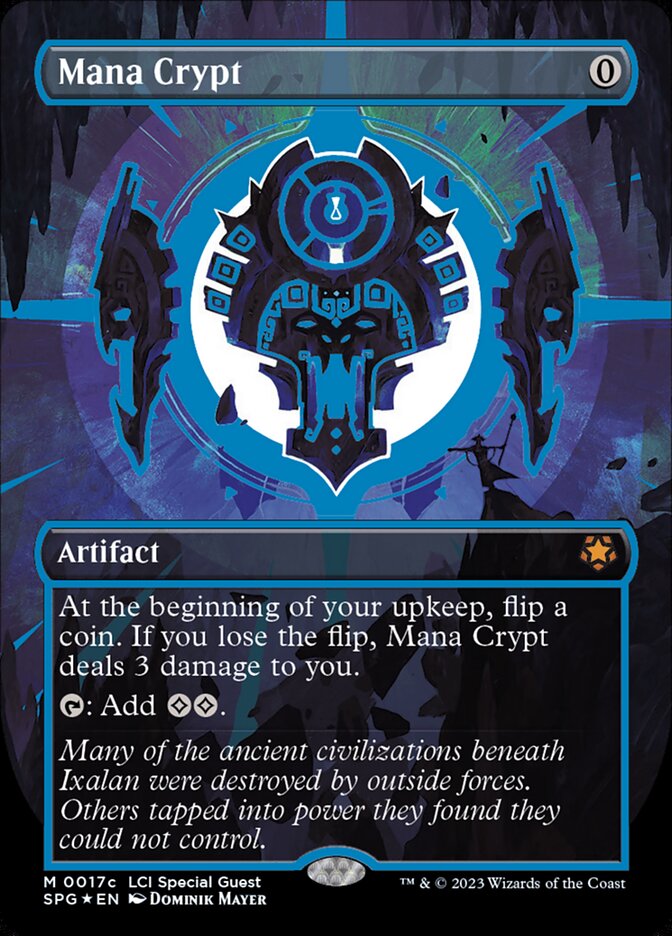 Mana Crypt
0
Artifact
At the beginning of your upkeep, flip a
coin. If you lose the flip, Mana Crypt
deals 3 damage to you.
: Add .
Many of the ancient civilizations beneath
Ixalan were destroyed by outside forces.
Others tapped into power they found they
could not control.
M 0017c LCI Special Guest
SPG★EN Dominik Mayer
™ & © 2023 Wizards of the Coast